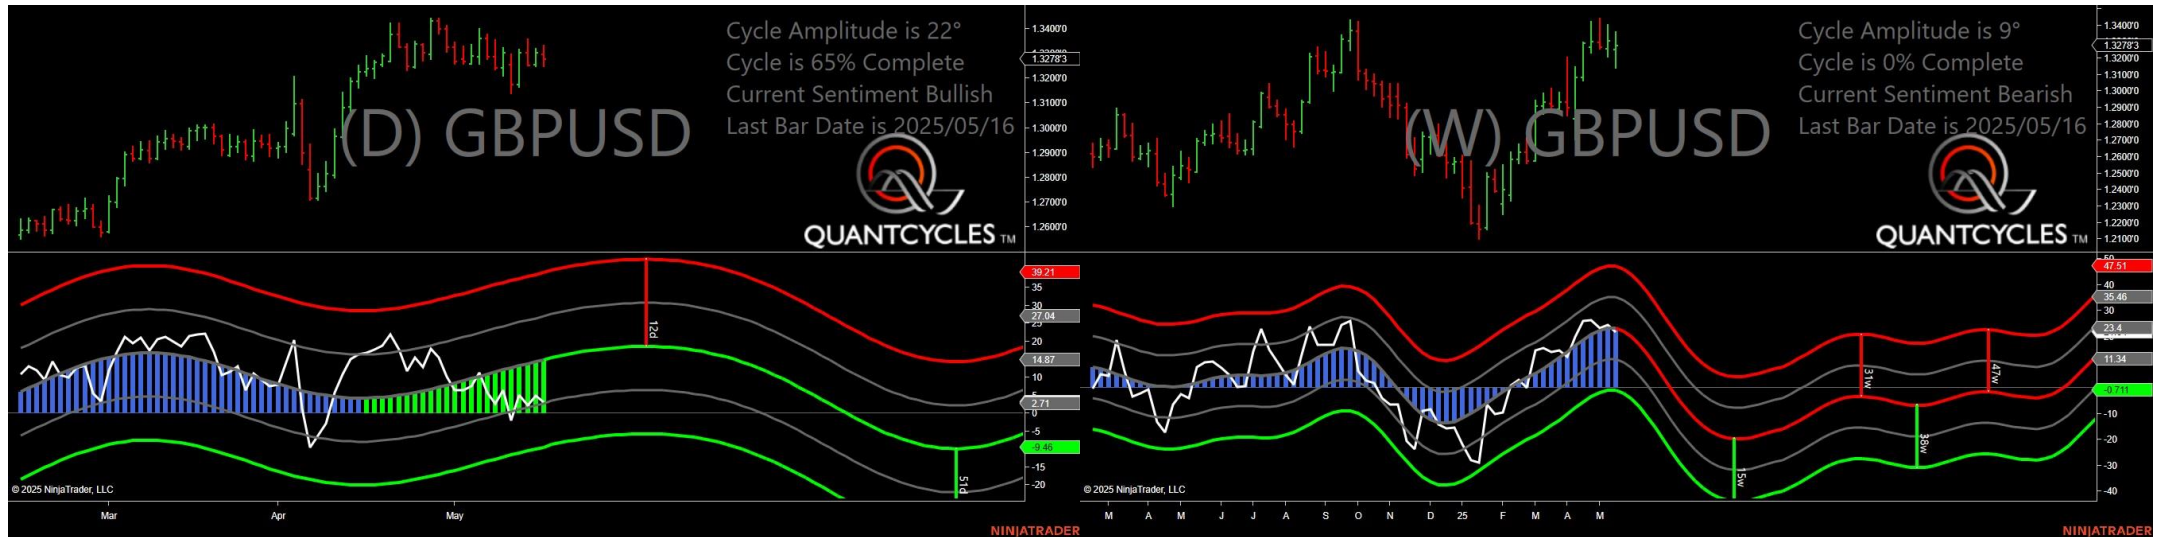 Cycle Amplitude is 22°
Cycle is 65% Complete
Current Sentiment Bullish
Last Bar Date is 2025/05/16
(D) GBPUSD
QUANTCYCLES TM
1.3400'0
1.3278'3
1.3200'0
1.3100'0
1.3000'0
1.2900'0
1.2800'0
1.2700'0
1.2600'0
39.21
35
30
27.04
25
20
14.87
10
5
2.71
0
-5
-9.46
-15
-20
12d
51d
© 2025 NinjaTrader, LLC
Mar
Apr
May
NINJATRADER
Cycle Amplitude is 9°
Cycle is 0% Complete
Current Sentiment Bearish
Last Bar Date is 2025/05/16
(W) GBPUSD
QUANTCYCLES TM
1.3400'0
1.3278'3
1.3200'0
1.3100'0
1.3000'0
1.2900'0
1.2800'0
1.2700'0
1.2600'0
1.2500'0
1.2400'0
1.2300'0
1.2200'0
1.2100'0
50
47.51
40
35.46
30
23.4
11.34
-0.711
-10
-20
-30
-40
15w
31w
38w
47w
© 2025 NinjaTrader, LLC
M A M J J A S O N D 25 F M A M
NINJATRADER